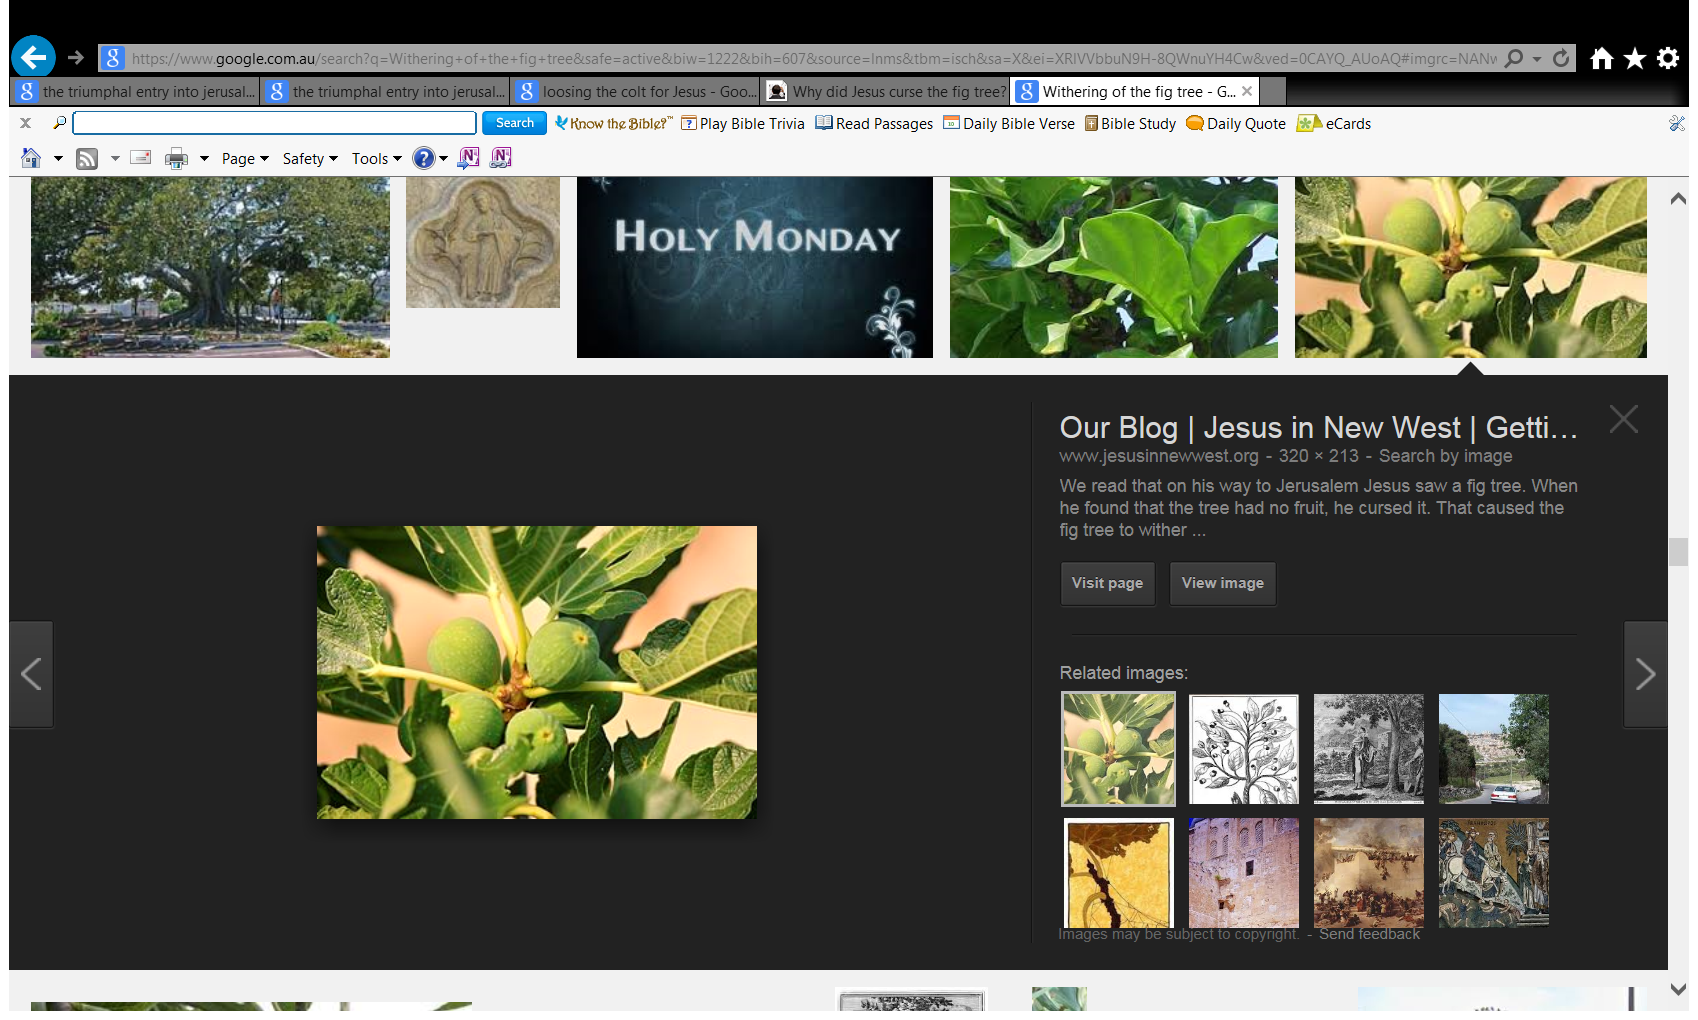 https://www.google.com.au/search?q=Withering+of+the+fig+tree&safe=active&biw=1222&bih=607&source=lnms&tbm=isch&sa=X&ei=XRIVVbbuN9H-8QWnuYH4Cw&ved=0CAYQ_AUoAQ#imgrc=NANw
the triumphal entry into jerusal... the triumphal entry into jerusal... loosing the colt for Jesus - Goo... Why did Jesus curse the fig tree? Withering of the fig tree - G...
Search Know the Bible?™ Play Bible Trivia Read Passages Daily Bible Verse Bible Study Daily Quote eCards
Page Safety Tools
HOLY MONDAY
Our Blog | Jesus in New West | Getti...
www.jesusinnewwest.org - 320 × 213 - Search by image
We read that on his way to Jerusalem Jesus saw a fig tree. When
he found that the tree had no fruit, he cursed it. That caused the
fig tree to wither ...
Visit page View image
Related images:
Images may be subject to copyright. - Send feedback